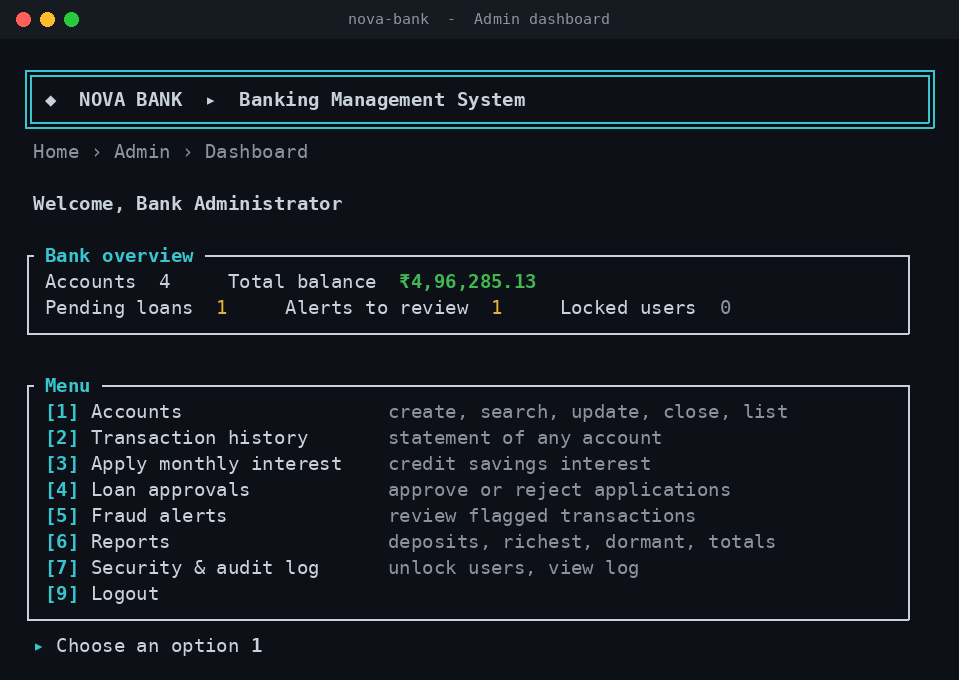 nova-bank  -  Admin dashboard
◆  NOVA BANK  ▸  Banking Management System
Home › Admin › Dashboard
Welcome, Bank Administrator
Bank overview
Accounts  4     Total balance  ₹4,96,285.13
Pending loans  1     Alerts to review  1     Locked users  0
Menu
[1] Accounts                  create, search, update, close, list
[2] Transaction history       statement of any account
[3] Apply monthly interest    credit savings interest
[4] Loan approvals            approve or reject applications
[5] Fraud alerts              review flagged transactions
[6] Reports                   deposits, richest, dormant, totals
[7] Security & audit log      unlock users, view log
[9] Logout
▸ Choose an option 1